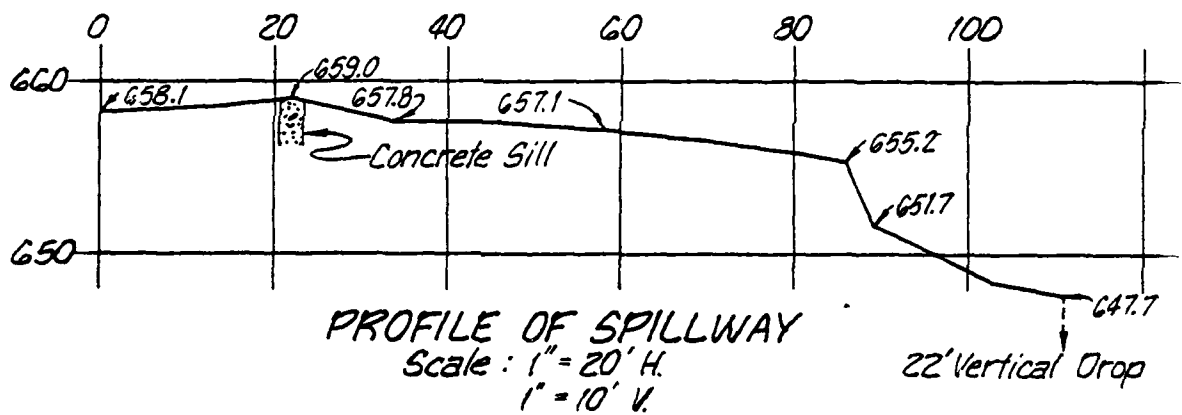 0 20 40 60 80 100
660
658.1
659.0
657.8
657.1
655.2
Concrete Sill
651.7
650
647.7
PROFILE OF SPILLWAY
Scale : 1" = 20' H.
1" = 10' V.
22' Vertical Drop